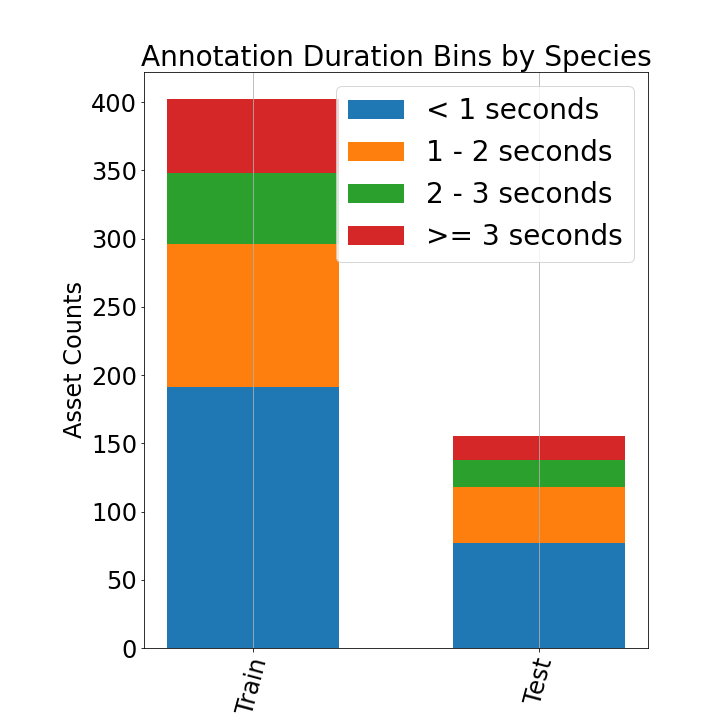 Annotation Duration Bins by Species
< 1 seconds
1 - 2 seconds
2 - 3 seconds
>= 3 seconds
Asset Counts
400
350
300
250
200
150
100
50
0
Train
Test